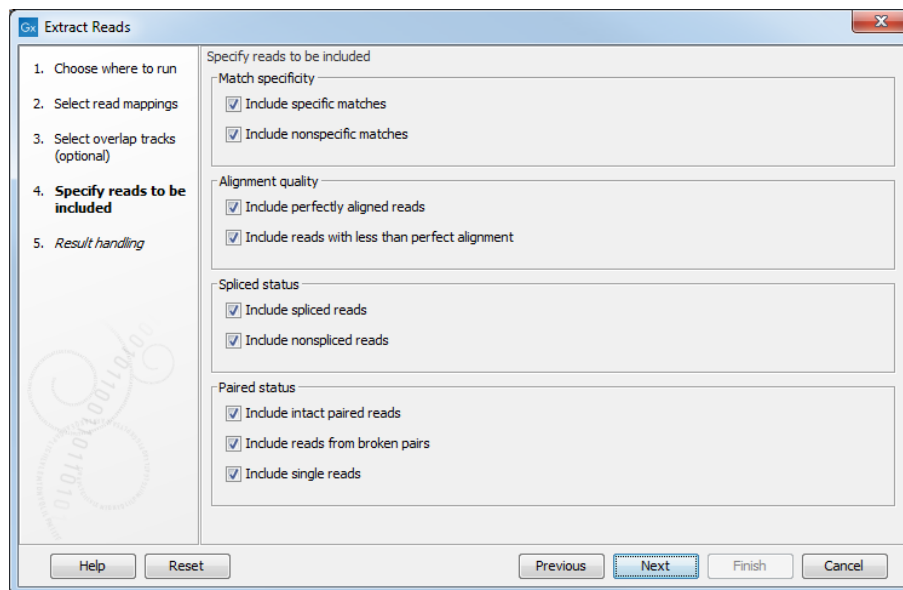 Gx Extract Reads
X
1. Choose where to run
2. Select read mappings
3. Select overlap tracks
(optional)
4. Specify reads to be
included
5. Result handling
Specify reads to be included
Match specificity
Include specific matches
Include nonspecific matches
Alignment quality
Include perfectly aligned reads
Include reads with less than perfect alignment
Spliced status
Include spliced reads
Include nonspliced reads
Paired status
Include intact paired reads
Include reads from broken pairs
Include single reads
Help Reset Previous Next Finish Cancel